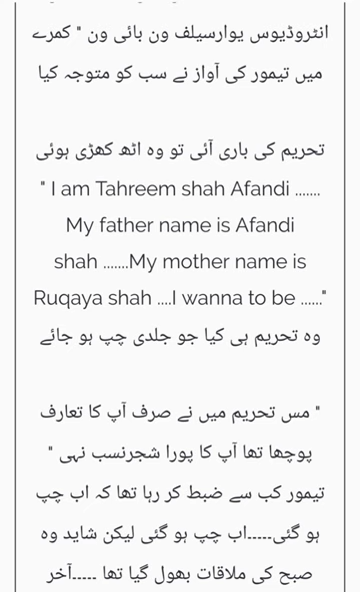 انٹروڈیوس یوارسیلف ون بائی ون " کمرے
میں تیمور کی آواز نے سب کو متوجہ کیا
تحریم کی باری آئی تو وہ اٹھ کھڑی ہوئی
" I am Tahreem shah Afandi .......
My father name is Afandi
shah .......My mother name is
Ruqaya shah ....I wanna to be ......"
وہ تحریم ہی کیا جو جلدی چپ ہو جائے
" مس تحریم میں نے صرف آپ کا تعارف
پوچھا تھا آپ کا پورا شجرنسب نہی "
تیمور کب سے ضبط کر رہا تھا کہ اب چپ
ہو گئی-----اب چپ ہو گئی لیکن شاید وہ
صبح کی ملاقات بھول گیا تھا -----آخر